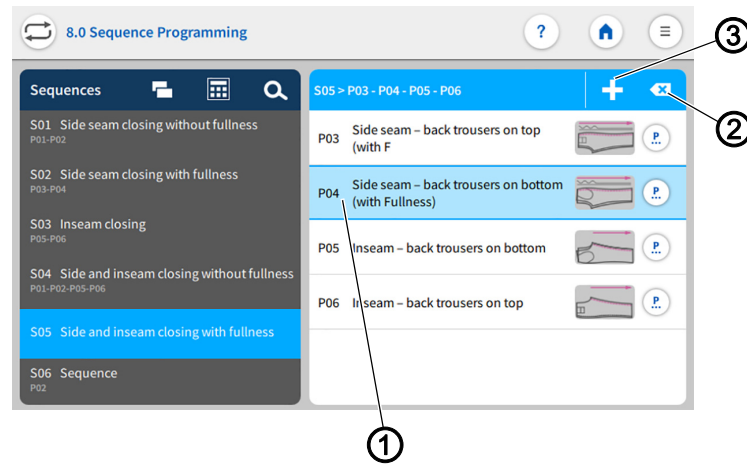 8.0 Sequence Programming
?
③
Sequences
S05 > P03 - P04 - P05 - P06
②
S01 Side seam closing without fullness
P01-P02
S02 Side seam closing with fullness
P03-P04
S03 Inseam closing
P05-P06
S04 Side and inseam closing without fullness
P01-P02-P05-P06
S05 Side and inseam closing with fullness
S06 Sequence
P02
P03 Side seam – back trousers on top
(with F
P...
P04 Side seam – back trousers on bottom
(with Fullness)
P...
P05 Inseam – back trousers on bottom
P...
P06 Inseam – back trousers on top
P...
①